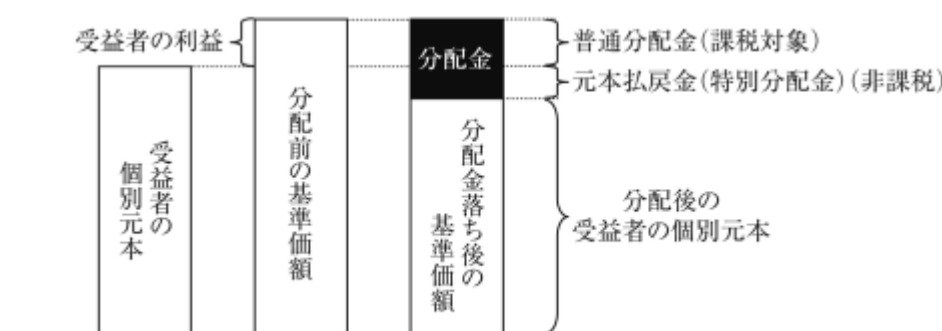 受益者の利益
分配金
普通分配金(課税対象)
元本払戻金(特別分配金)(非課税)
受益者の
個別元本
分配前の基準価額
分配金落ち後の
基準価額
分配後の
受益者の個別元本